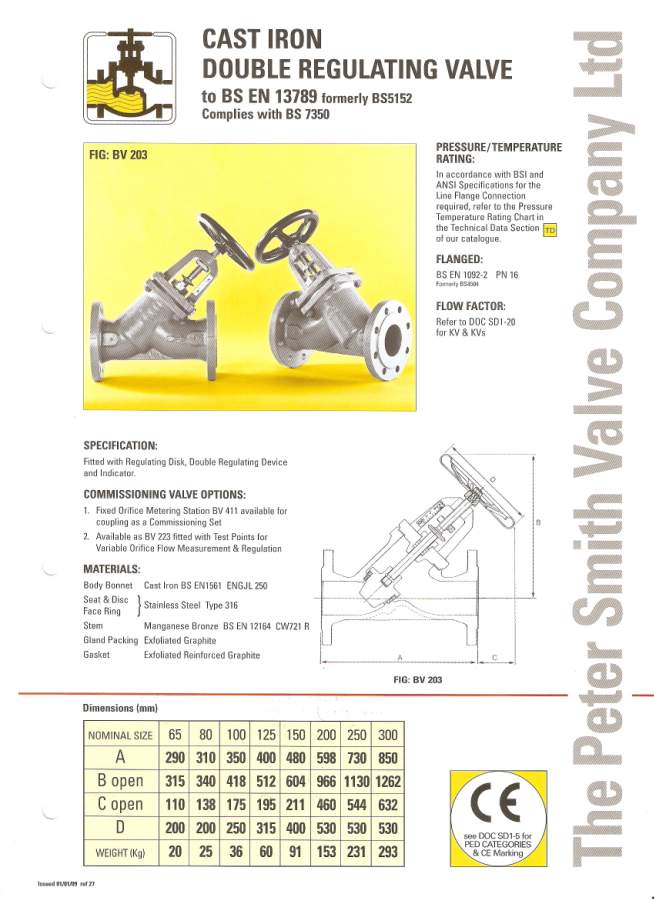 CAST IRON
DOUBLE REGULATING VALVE
to BS EN 13789 formerly BS5152
Complies with BS 7350
FIG: BV 203
PRESSURE/TEMPERATURE
RATING:
In accordance with BSI and
ANSI Specifications for the
Line Flange Connection
required, refer to the Pressure
Temperature Rating Chart in
the Technical Data Section TD
of our catalogue.
FLANGED:
BS EN 1092-2 PN 16
Formerly BS4504
FLOW FACTOR:
Refer to DOC SD1-20
for KV & KVs
The Peter Smith Valve Company Ltd
SPECIFICATION:
Fitted with Regulating Disk, Double Regulating Device
and Indicator.
COMMISSIONING VALVE OPTIONS:
1. Fixed Orifice Metering Station BV 411 available for
coupling as a Commissioning Set
2. Available as BV 223 fitted with Test Points for
Variable Orifice Flow Measurement & Regulation
MATERIALS:
Body Bonnet Cast Iron BS EN1561 ENGJL 250
Seat & Disc
Face Ring } Stainless Steel Type 316
Stem Manganese Bronze BS EN 12164 CW721 R
Gland Packing Exfoliated Graphite
Gasket Exfoliated Reinforced Graphite
D
B
A
C
FIG: BV 203
Dimensions (mm)
NOMINAL SIZE 65 80 100 125 150 200 250 300
A 290 310 350 400 480 598 730 850
B open 315 340 418 512 604 966 1130 1262
C open 110 138 175 195 211 460 544 632
D 200 200 250 315 400 530 530 530
WEIGHT (Kg) 20 25 36 60 91 153 231 293
CE
see DOC SD1-5 for
PED CATEGORIES
& CE Marking
Issued 01/01/09 ref 27